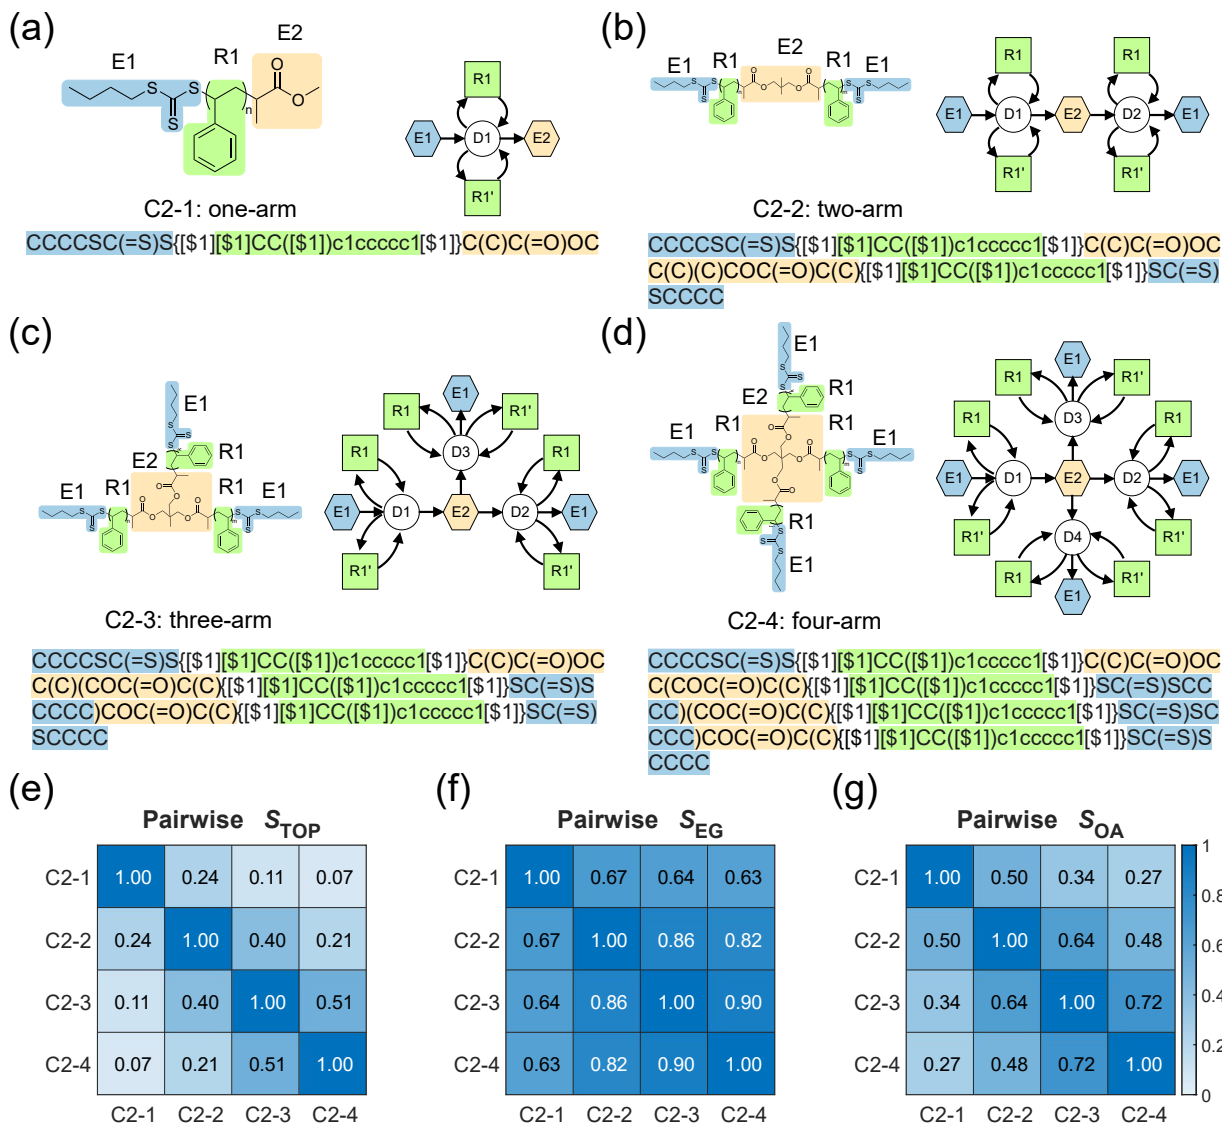 (a)
E1
R1
E2
S
S
S
n
O
O
R1
E1
D1
E2
R1'
C2-1: one-arm
CCCCSC(=S)S{[$1][$1]CC([$1])c1ccccc1[$1]}C(C)C(=O)OC
(b)
E1 R1 E2 R1 E1
R1 R1
E1 D1 E2 D2 E1
R1' R1'
C2-2: two-arm
CCCCSC(=S)S{[$1][$1]CC([$1])c1ccccc1[$1]}C(C)C(=O)OC
C(C)(C)COC(=O)C(C){[$1][$1]CC([$1])c1ccccc1[$1]}SC(=S)
SCCCC
(c)
E1
R1
E2
E1 R1 R1 E1
E1
R1 R1'
D3
R1 R1
E1 D1 E2 D2 E1
R1' R1'
C2-3: three-arm
CCCCSC(=S)S{[$1][$1]CC([$1])c1ccccc1[$1]}C(C)C(=O)OC
C(C)(COC(=O)C(C){[$1][$1]CC([$1])c1ccccc1[$1]}SC(=S)S
CCCC)COC(=O)C(C){[$1][$1]CC([$1])c1ccccc1[$1]}SC(=S)
SCCCC
(d)
E1
E2 R1
E1 R1 R1 E1
R1
E1
E1
R1 R1'
D3
R1 R1
E1 D1 E2 D2 E1
R1' R1'
D4
R1 R1'
E1
C2-4: four-arm
CCCCSC(=S)S{[$1][$1]CC([$1])c1ccccc1[$1]}C(C)C(=O)OC
C(COC(=O)C(C){[$1][$1]CC([$1])c1ccccc1[$1]}SC(=S)SCC
CC)(COC(=O)C(C){[$1][$1]CC([$1])c1ccccc1[$1]}SC(=S)SC
CCC)COC(=O)C(C){[$1][$1]CC([$1])c1ccccc1[$1]}SC(=S)S
CCCC
(e)
Pairwise S_TOP
C2-1 1.00 0.24 0.11 0.07
C2-2 0.24 1.00 0.40 0.21
C2-3 0.11 0.40 1.00 0.51
C2-4 0.07 0.21 0.51 1.00
C2-1 C2-2 C2-3 C2-4
(f)
Pairwise S_EG
C2-1 1.00 0.67 0.64 0.63
C2-2 0.67 1.00 0.86 0.82
C2-3 0.64 0.86 1.00 0.90
C2-4 0.63 0.82 0.90 1.00
C2-1 C2-2 C2-3 C2-4
(g)
Pairwise S_OA
C2-1 1.00 0.50 0.34 0.27
C2-2 0.50 1.00 0.64 0.48
C2-3 0.34 0.64 1.00 0.72
C2-4 0.27 0.48 0.72 1.00
C2-1 C2-2 C2-3 C2-4
1
0.8
0.6
0.4
0.2
0